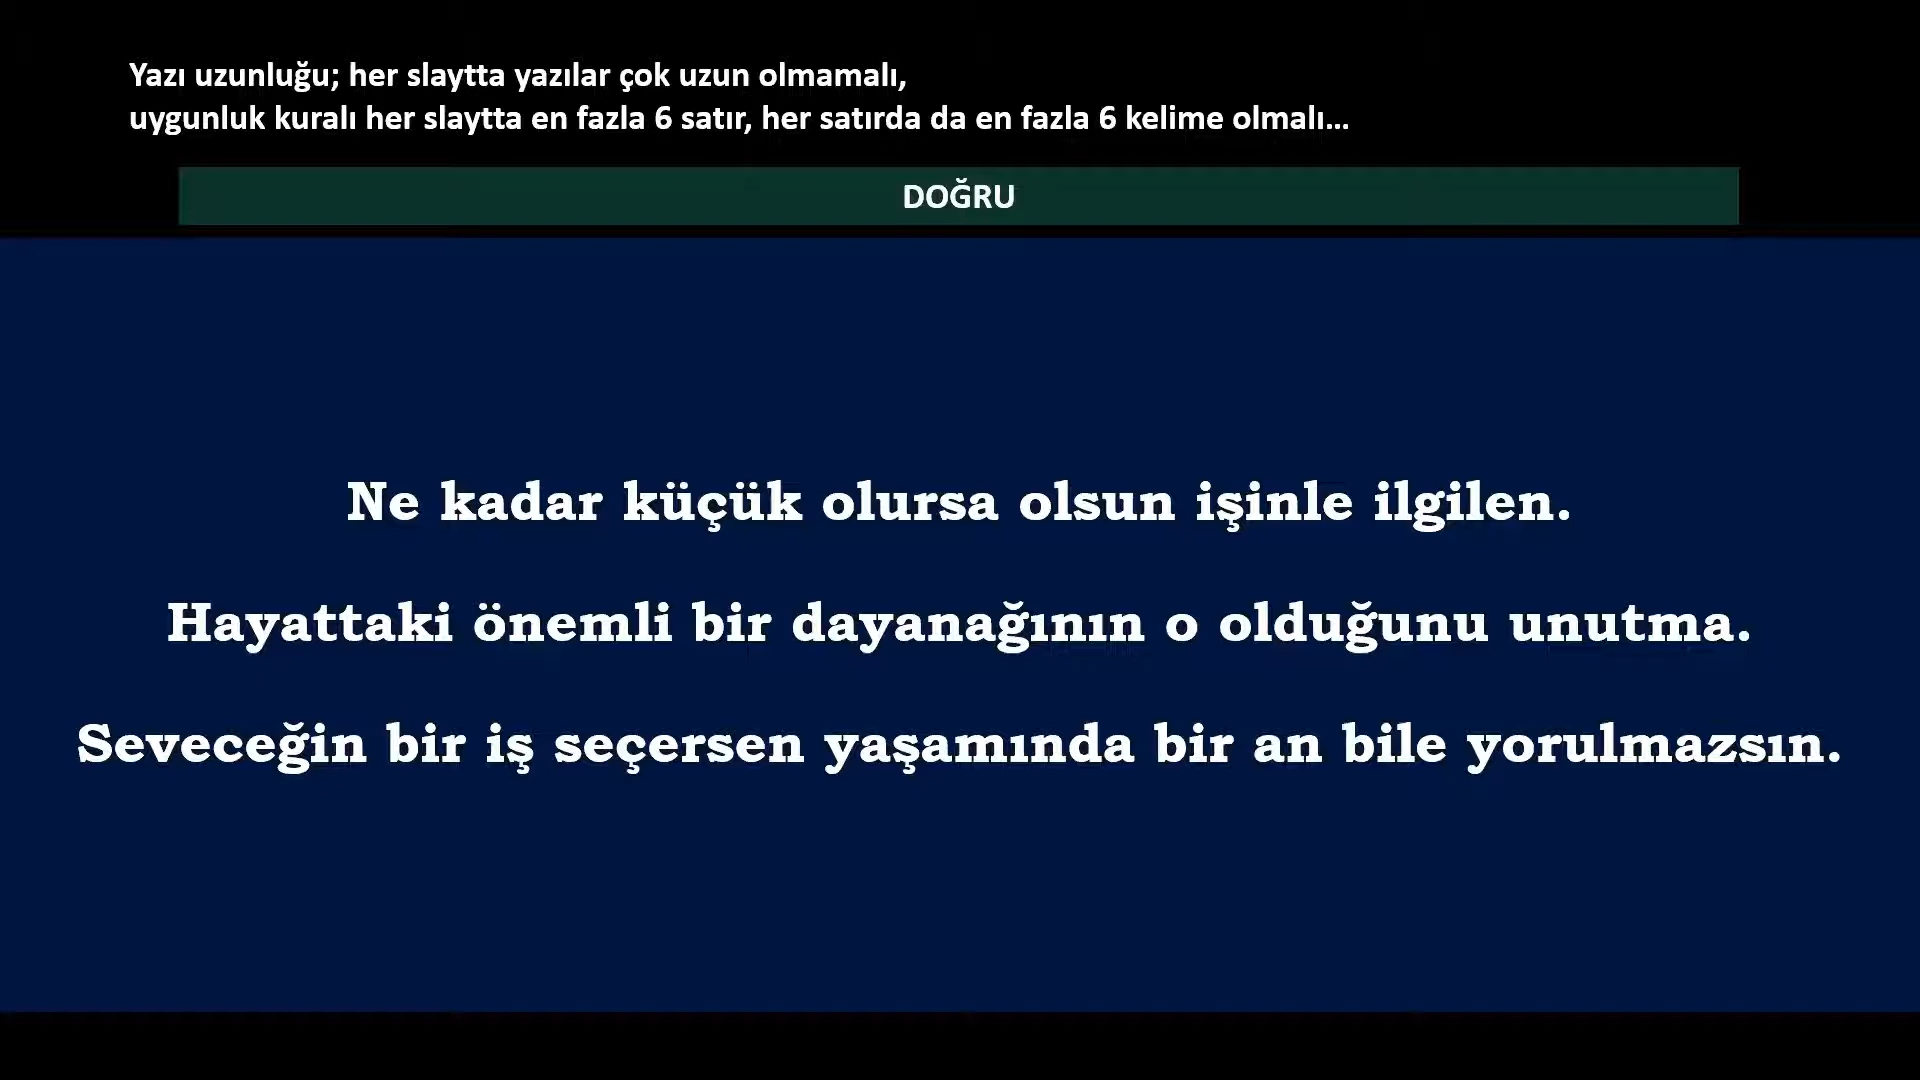 Yazı uzunluğu; her slaytta yazılar çok uzun olmamalı,
uygunluk kuralı her slaytta en fazla 6 satır, her satırda da en fazla 6 kelime olmalı...
DOĞRU
Ne kadar küçük olursa olsun işinle ilgilen.
Hayattaki önemli bir dayanağının o olduğunu unutma.
Seveceğin bir iş seçersen yaşamında bir an bile yorulmazsın.